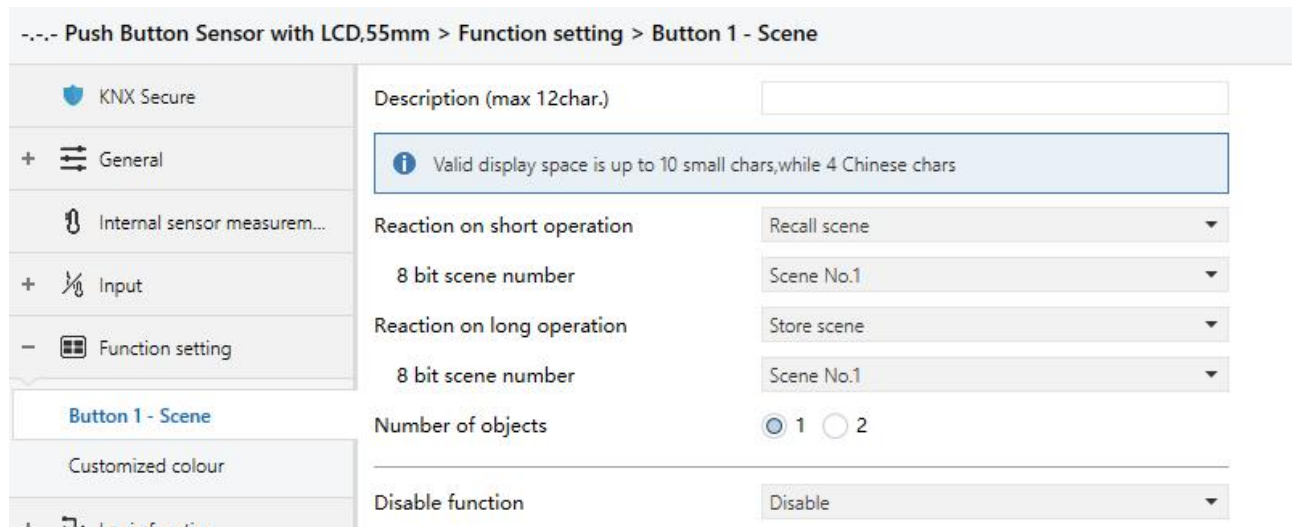 -.-.- Push Button Sensor with LCD,55mm > Function setting > Button 1 - Scene
KNX Secure
+ General
Internal sensor measurem...
+ Input
− Function setting
Button 1 - Scene
Customized colour
+
Description (max 12char.)
Valid display space is up to 10 small chars,while 4 Chinese chars
Reaction on short operation Recall scene
8 bit scene number Scene No.1
Reaction on long operation Store scene
8 bit scene number Scene No.1
Number of objects 1 2
Disable function Disable